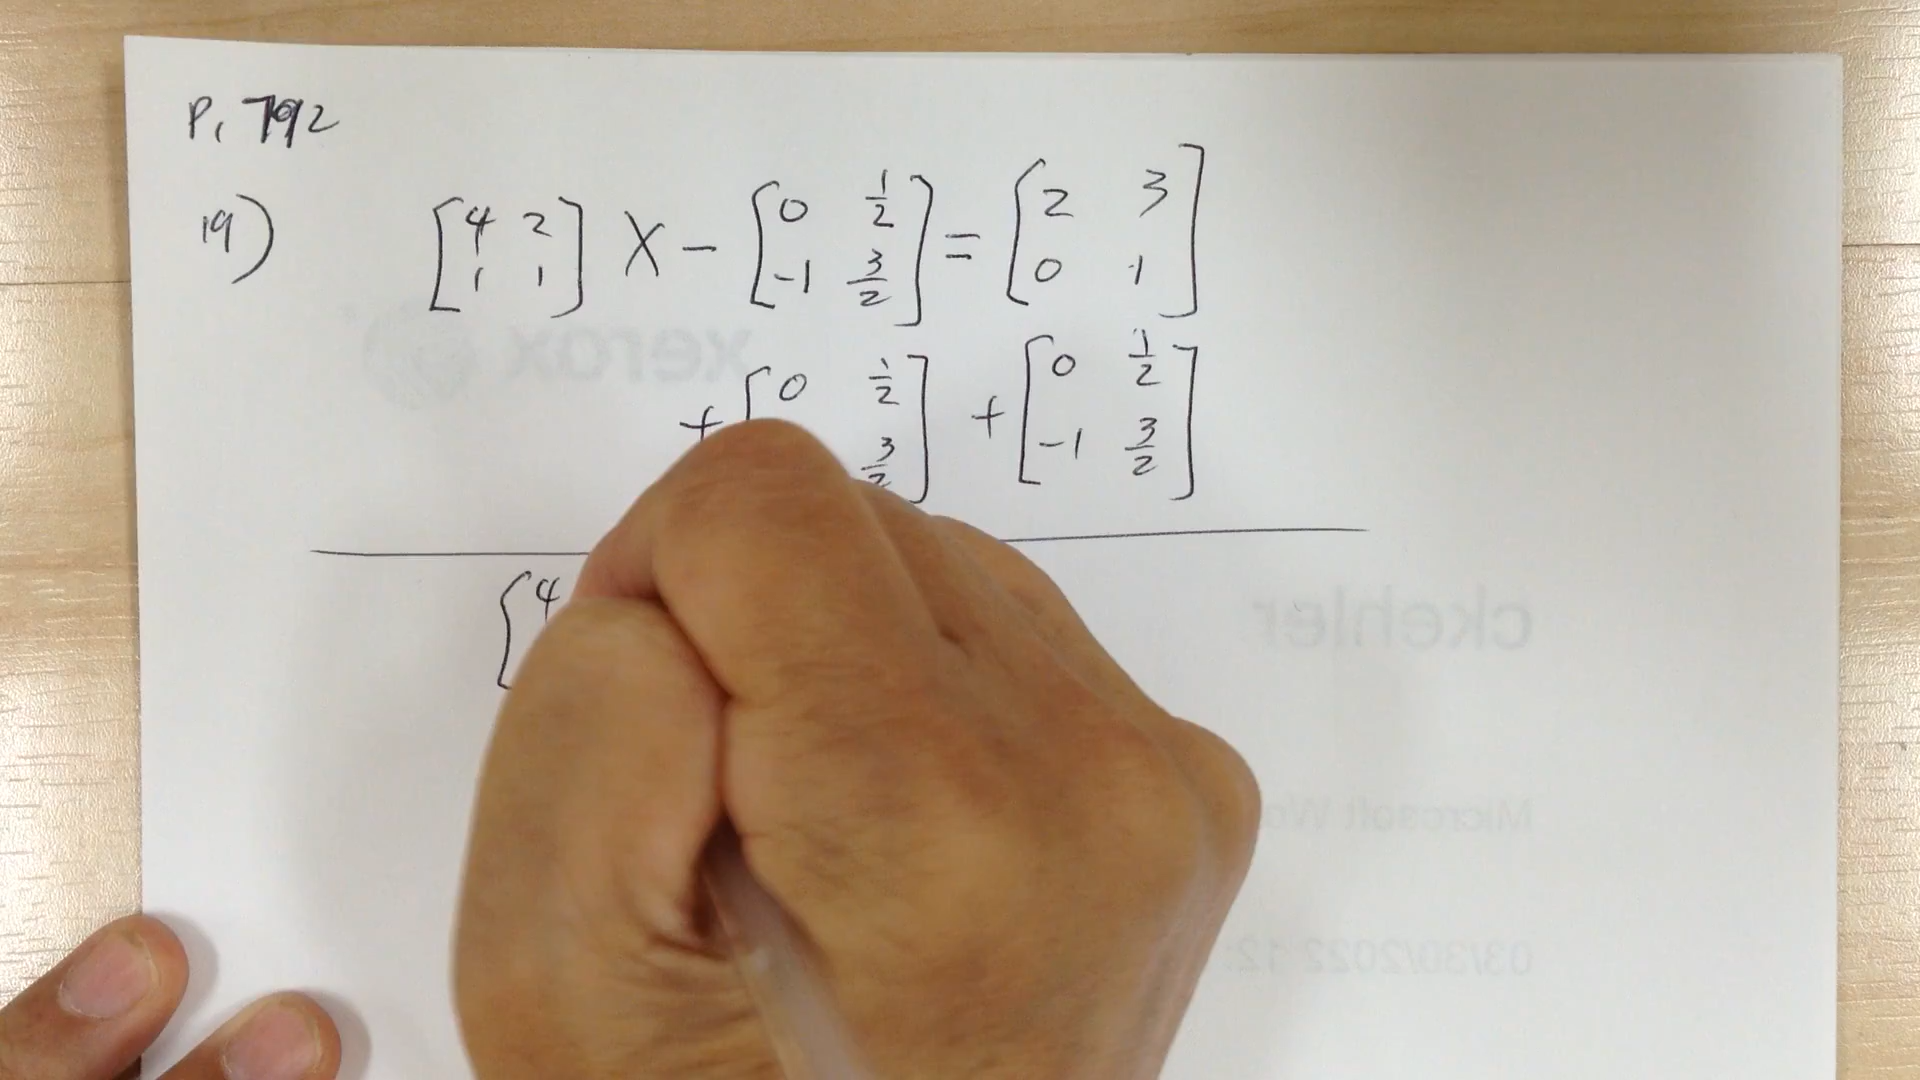 P. 792
19) [4 2 1 1] X - [0 1/2 -1 3/2] = [2 3 0 1]
+ [0 1/2 3/2] + [0 1/2 -1 3/2]
[4
xerox
ckehler
Microsoft Wo
03/30/2022 12: